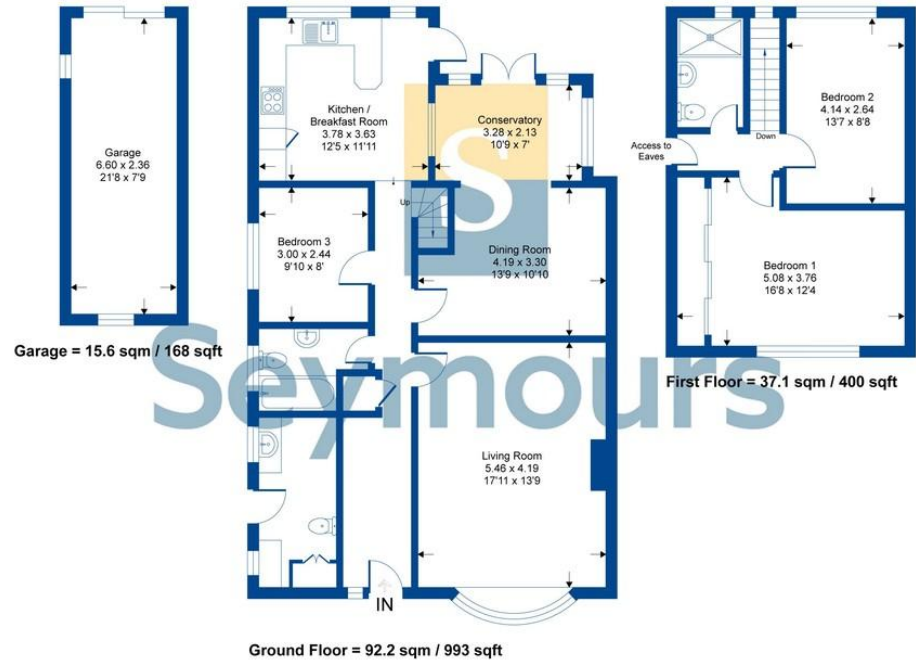 Garage
6.60 x 2.36
21'8 x 7'9
Garage = 15.6 sqm / 168 sqft
Kitchen /
Breakfast Room
3.78 x 3.63
12'5 x 11'11
Conservatory
3.28 x 2.13
10'9 x 7'
S
Up
Bedroom 3
3.00 x 2.44
9'10 x 8'
Dining Room
4.19 x 3.30
13'9 x 10'10
Seymours
Living Room
5.46 x 4.19
17'11 x 13'9
IN
Ground Floor = 92.2 sqm / 993 sqft
Bedroom 2
4.14 x 2.64
13'7 x 8'8
Down
Access to
Eaves
Bedroom 1
5.08 x 3.76
16'8 x 12'4
First Floor = 37.1 sqm / 400 sqft